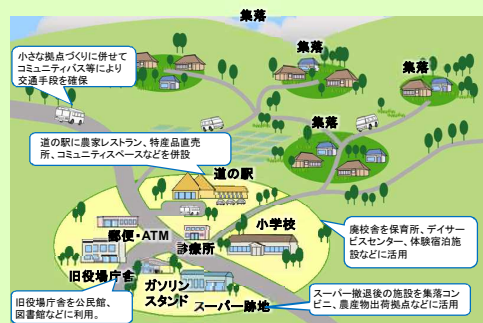 集落
小さな拠点づくりに併せて
コミュニティバス等により
交通手段を確保
集落
集落
集落
道の駅に農家レストラン、特産品直売
所、コミュニティスペースなどを併設
道の駅
小学校
郵便・ATM
診療所
廃校舎を保育所、デイサー
ビスセンター、体験宿泊施
設などに活用
旧役場庁舎
ガソリン
スタンド
スーパー跡地
旧役場庁舎を公民館、
図書館などに利用。
スーパー撤退後の施設を集落コン
ビニ、農産物出荷拠点などに活用